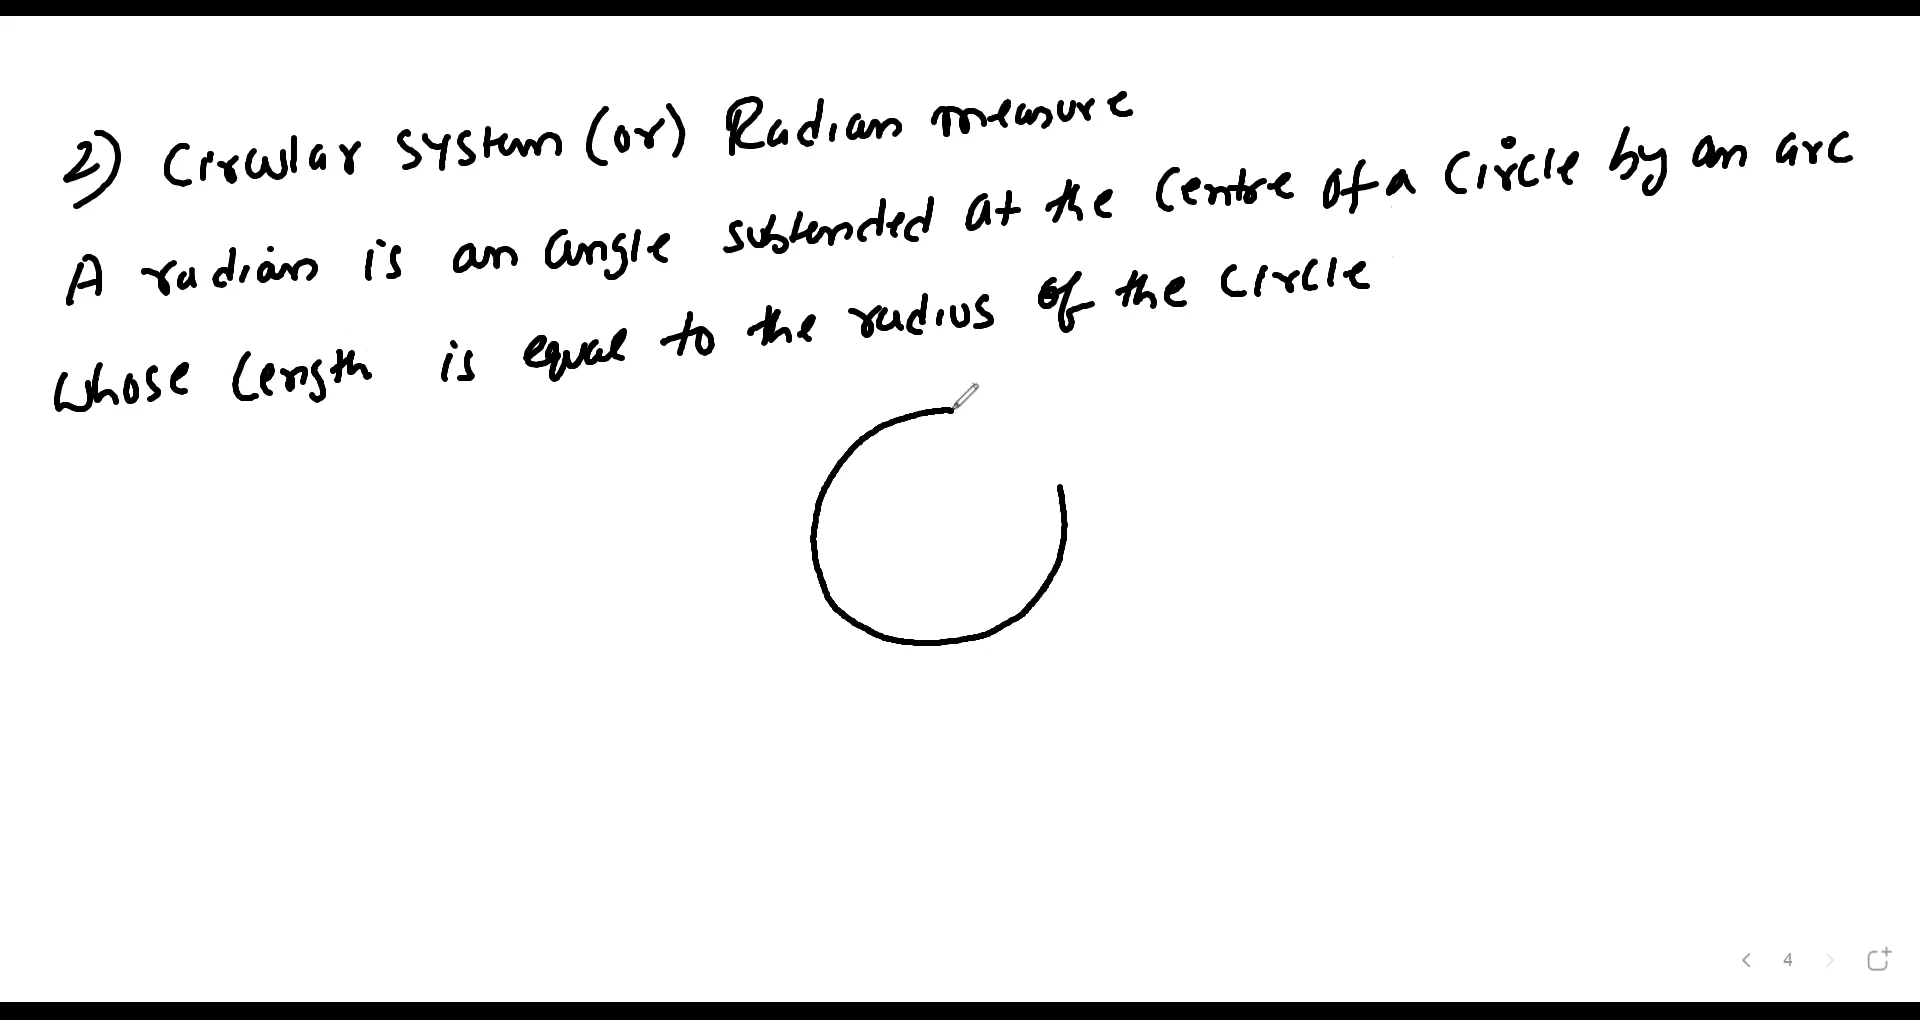 2) Circular system (or) Radian measure
A radian is an angle subtended at the centre of a circle by an arc
whose length is equal to the radius of the circle
4